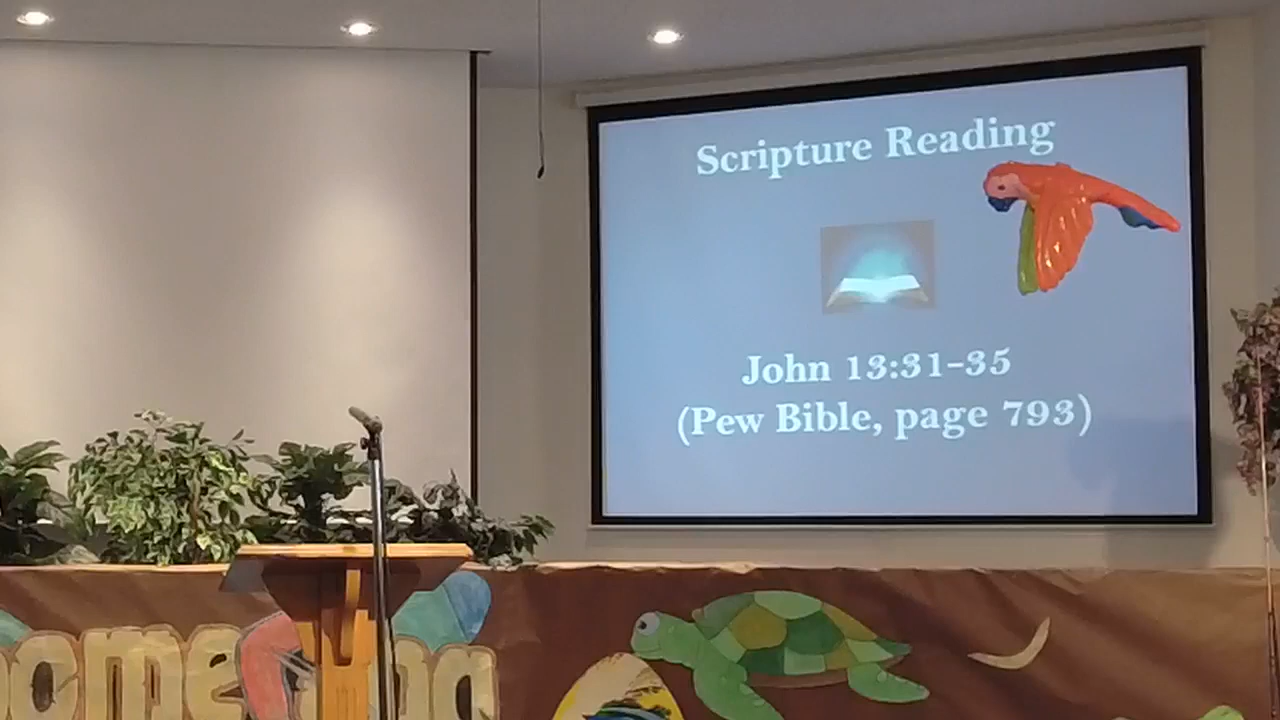 Scripture Reading
John 13:31-35
(Pew Bible, page 793)